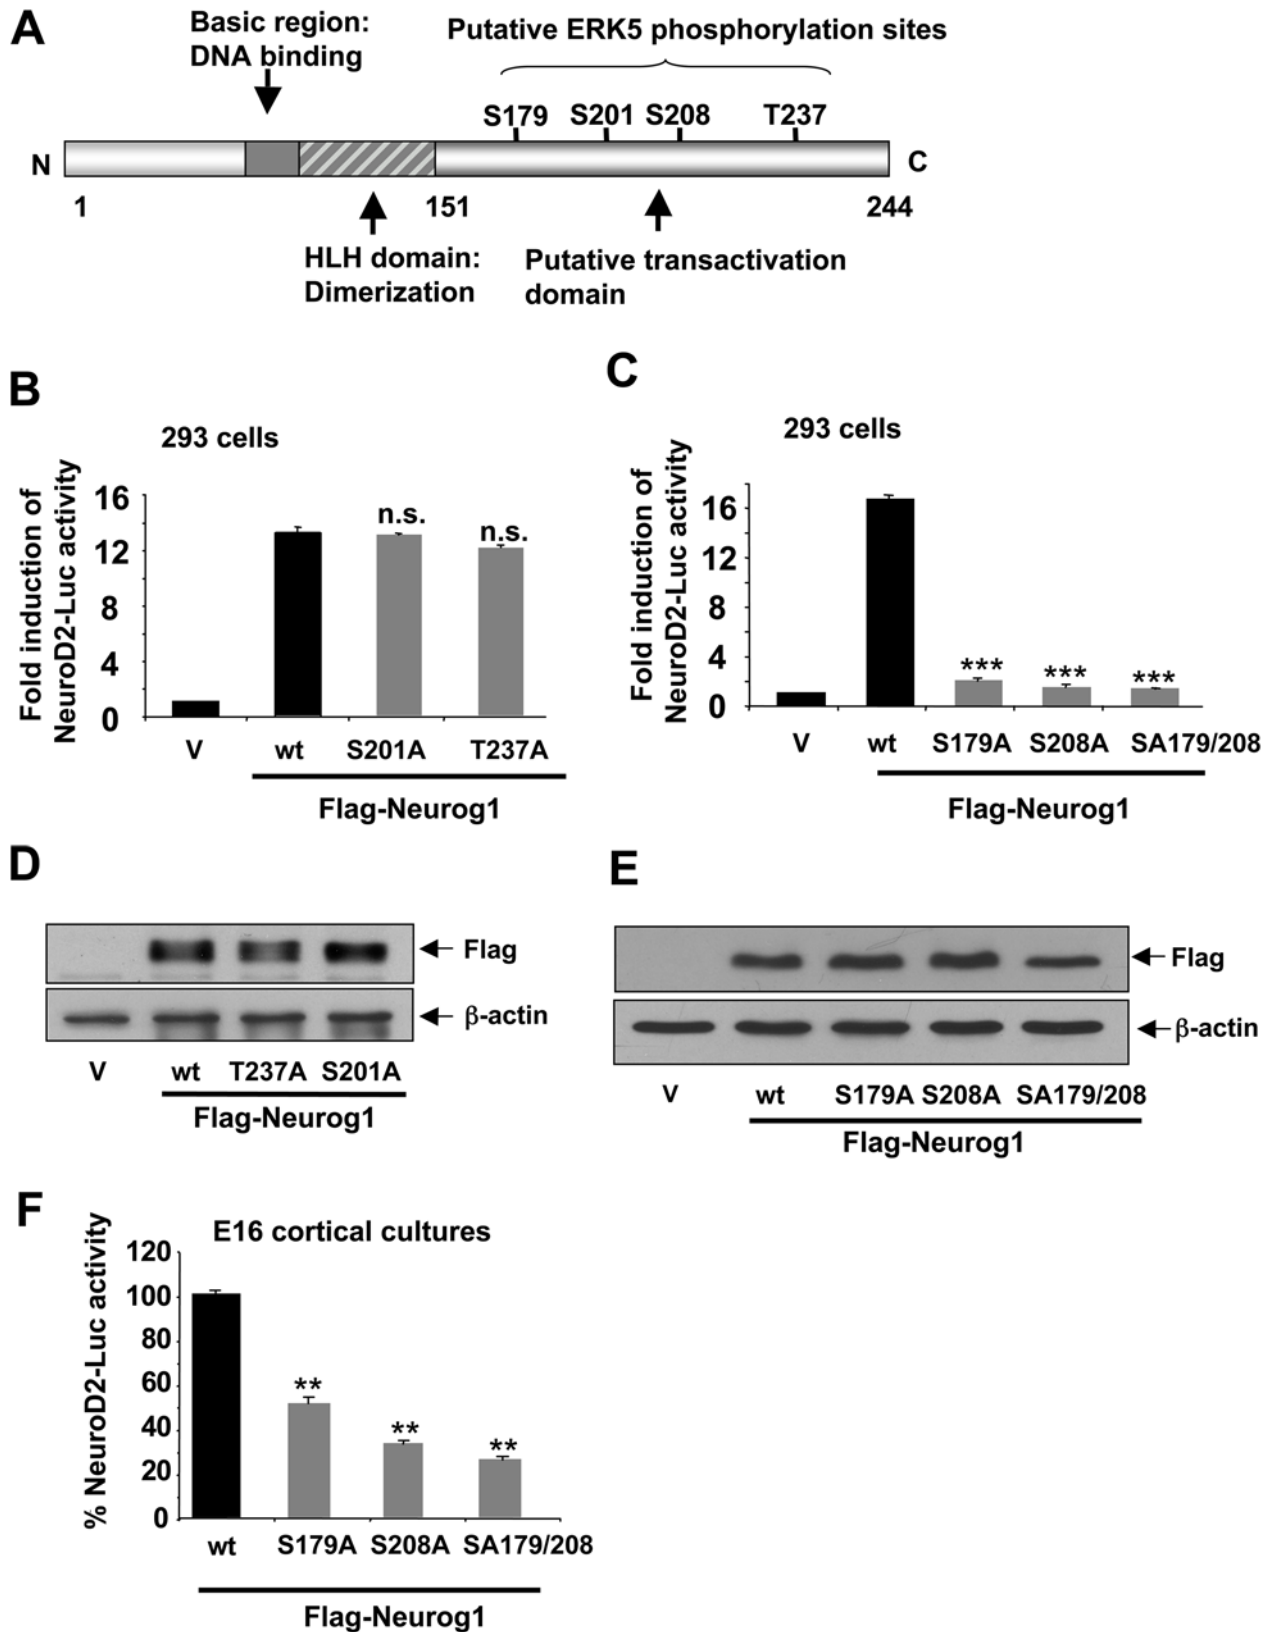 A
Basic region:
DNA binding
Putative ERK5 phosphorylation sites
S179 S201 S208 T237
N C
1 151 244
HLH domain:
Dimerization
Putative transactivation
domain
B
293 cells
Fold induction of
NeuroD2-Luc activity
16
12
8
4
0
n.s.
n.s.
V wt S201A T237A
Flag-Neurog1
C
293 cells
Fold induction of
NeuroD2-Luc activity
16
12
8
4
0
*** *** ***
V wt S179A S208A SA179/208
Flag-Neurog1
D
Flag
β-actin
V wt T237A S201A
Flag-Neurog1
E
Flag
β-actin
V wt S179A S208A SA179/208
Flag-Neurog1
F
E16 cortical cultures
% NeuroD2-Luc activity
120
100
80
60
40
20
0
**
**
**
wt S179A S208A SA179/208
Flag-Neurog1